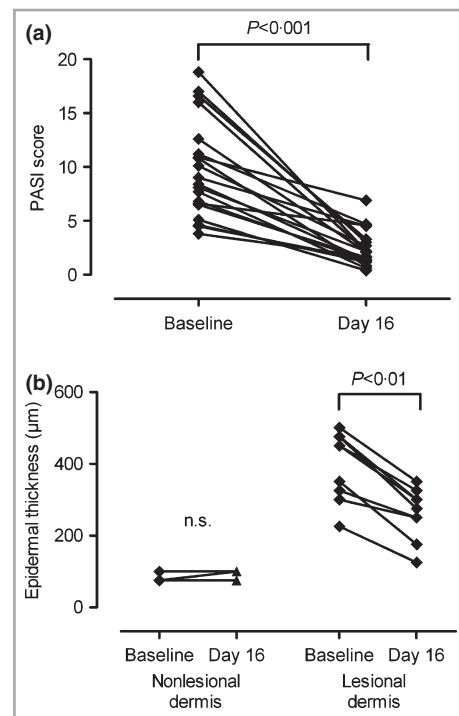 (a)
P<0·001
20
15
10
5
0
PASI score
Baseline Day 16
(b)
P<0·01
600
400
200
0
Epidermal thickness (µm)
n.s.
Baseline Day 16 Baseline Day 16
Nonlesional Lesional
dermis dermis